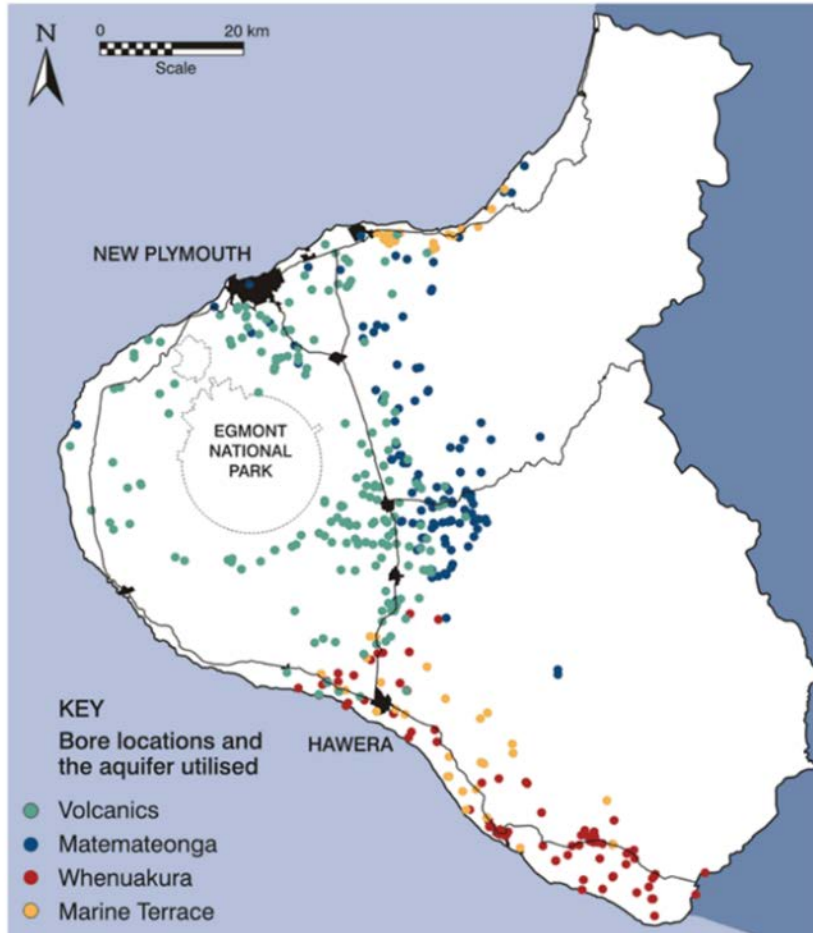 N
0 20 km
Scale
NEW PLYMOUTH
EGMONT
NATIONAL
PARK
HAWERA
KEY
Bore locations and
the aquifer utilised
Volcanics
Matemateonga
Whenuakura
Marine Terrace